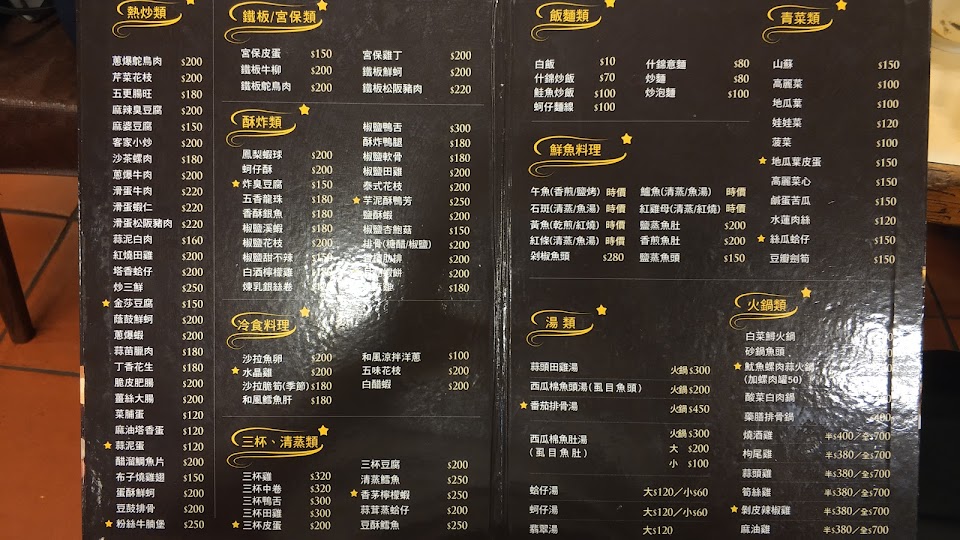 熱炒類
蔥爆鴕鳥肉 $200
芹菜花枝 $200
五更腸旺 $180
麻辣臭豆腐 $200
麻婆豆腐 $150
客家小炒 $200
沙茶螺肉 $180
蔥爆牛肉 $200
滑蛋牛肉 $220
滑蛋蝦仁 $220
滑蛋松阪豬肉 $220
蒜泥白肉 $160
紅燒田雞 $200
塔香蛤仔 $200
炒三鮮 $250
金莎豆腐 $150
蔭鼓鮮蚵 $200
蔥爆蝦 $200
蒜苗臘肉 $180
丁香花生 $180
脆皮肥腸 $200
薑絲大腸 $200
菜脯蛋 $120
麻油塔香蛋 $120
蒜泥蛋 $120
醋溜鯛魚片 $200
布子燒雞翅 $150
蛋酥鮮蚵 $200
豆鼓排骨 $200
粉絲牛腩堡 $250
鐵板/宮保類
宮保皮蛋 $150
鐵板牛柳 $200
鐵板鴕鳥肉 $200
宮保雞丁 $200
鐵板鮮蚵 $200
鐵板松阪豬肉 $220
酥炸類
鳳梨蝦球 $200
蚵仔酥 $200
炸臭豆腐 $150
五香龍珠 $180
香酥銀魚 $180
椒鹽溪蝦 $180
椒鹽花枝 $200
椒鹽甜不辣 $150
白酒檸檬雞
煉乳銀絲卷
椒鹽鴨舌 $300
酥炸鴨腿 $180
椒鹽軟骨 $180
椒鹽田雞 $200
泰式花枝 $200
芋泥酥鴨芳 $250
鹽酥蝦 $200
椒鹽杏鮑菇 $150
排骨(糖醋/椒鹽) $200
$200
$200
$180
冷食料理
沙拉魚卵 $200
水晶雞 $200
沙拉脆筍(季節) $180
和風鱈魚肝 $180
和風涼拌洋蔥 $100
五味花枝 $200
白醋蝦 $200
三杯、清蒸類
三杯雞 $320
三杯中卷 $300
三杯鴨舌 $300
三杯田雞 $300
三杯皮蛋 $200
三杯豆腐 $200
清蒸鱈魚 $250
香茅檸檬蝦 $250
蒜茸蒸蛤仔 $200
豆酥鱈魚 $250
飯麵類
白飯 $10
什錦炒飯 $70
鮭魚炒飯 $100
蚵仔麵線 $100
什錦意麵 $80
炒麵 $80
炒泡麵 $100
鮮魚料理
午魚(香煎/鹽烤) 時價
石斑(清蒸/魚湯) 時價
黃魚(乾煎/紅燒) 時價
紅條(清蒸/魚湯) 時價
剁椒魚頭 $280
鱸魚(清蒸/魚湯) 時價
紅雞母(清蒸/紅燒) 時價
鹽蒸魚肚 $200
香煎魚肚 $200
鹽蒸魚頭 $150
湯 類
蒜頭田雞湯 火鍋$300
西瓜棉魚頭湯(虱目魚頭) 火鍋$200
番茄排骨湯 火鍋$450
西瓜棉魚肚湯 火鍋$300
(虱目魚肚) 大 $200
小 $100
蛤仔湯 大$120/小$60
蚵仔湯 大$120/小$60
翡翠湯 大$120
青菜類
山蘇 $150
高麗菜 $100
地瓜葉 $100
娃娃菜 $120
菠菜 $100
地瓜葉皮蛋 $150
高麗菜心 $150
鹹蛋苦瓜 $150
水蓮肉絲 $120
絲瓜蛤仔 $150
豆瓣劍筍 $150
火鍋類
白菜鱘火鍋
砂鍋魚頭
魷魚螺肉蒜火鍋
(加螺肉罐50)
酸菜白肉鍋
藥膳排骨鍋
燒酒雞 半$400/全$700
枸尾雞 半$380/全$700
蒜頭雞 半$380/全$700
筍絲雞 半$380/全$700
剝皮辣椒雞 半$380/全$700
麻油雞 半$380/全$700